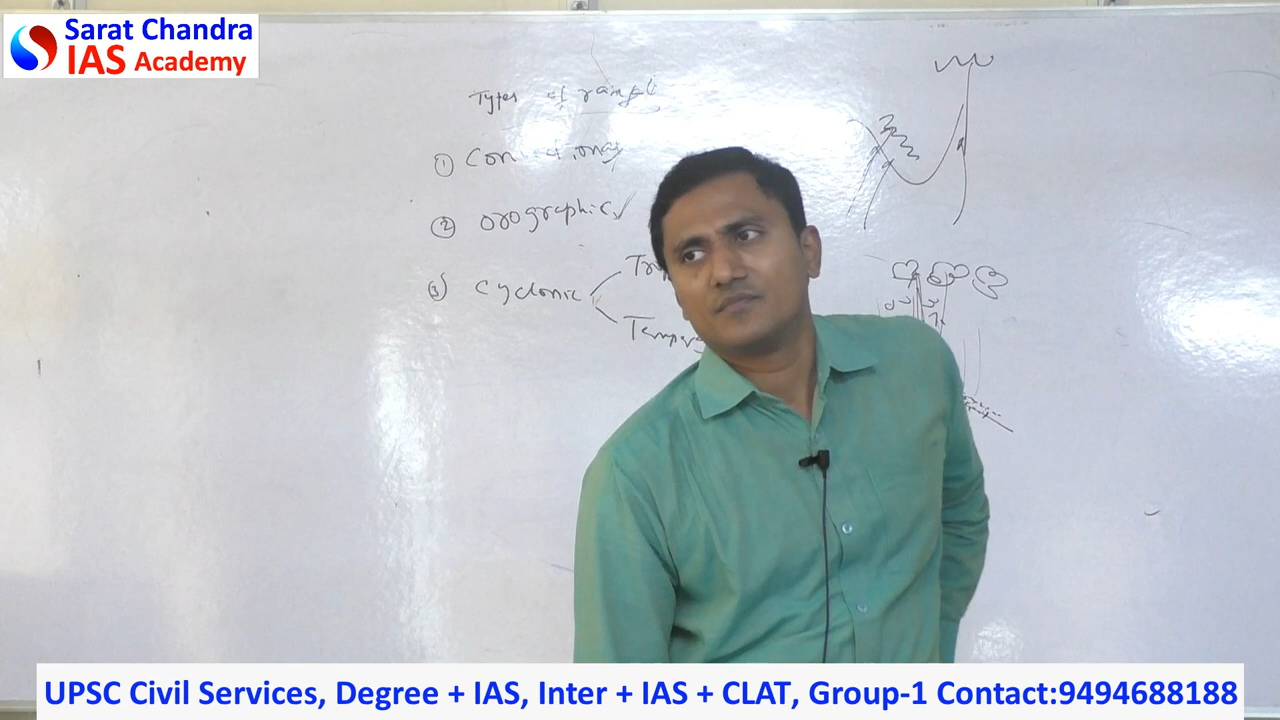 Sarat Chandra
IAS Academy
Types of rainfall
① Convectional
② Orographic ✓
③ Cyclonic
UPSC Civil Services, Degree + IAS, Inter + IAS + CLAT, Group-1 Contact:9494688188